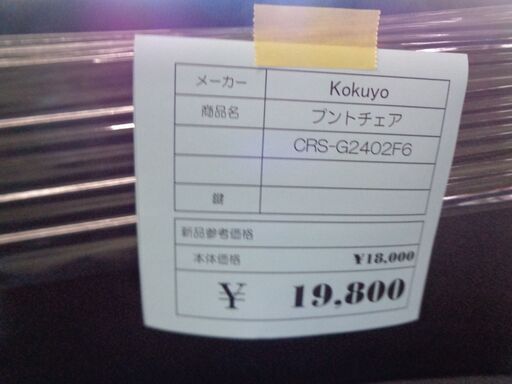 メーカー Kokuyo
商品名 プントチェア
CRS-G2402F6
鍵
新品参考価格
本体価格 ¥18,000
¥ 19,800